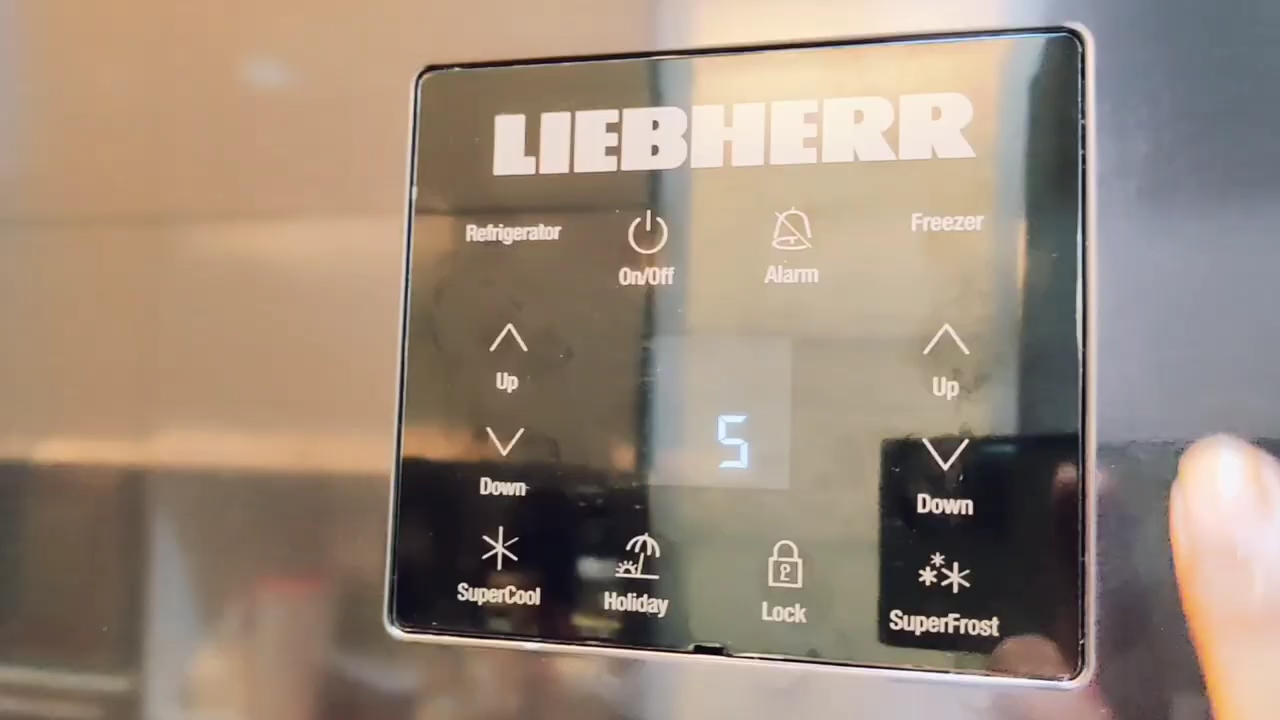 LIEBHERR
Refrigerator
On/Off
Alarm
Freezer
Up
Up
5
Down
Down
SuperCool
Holiday
Lock
SuperFrost